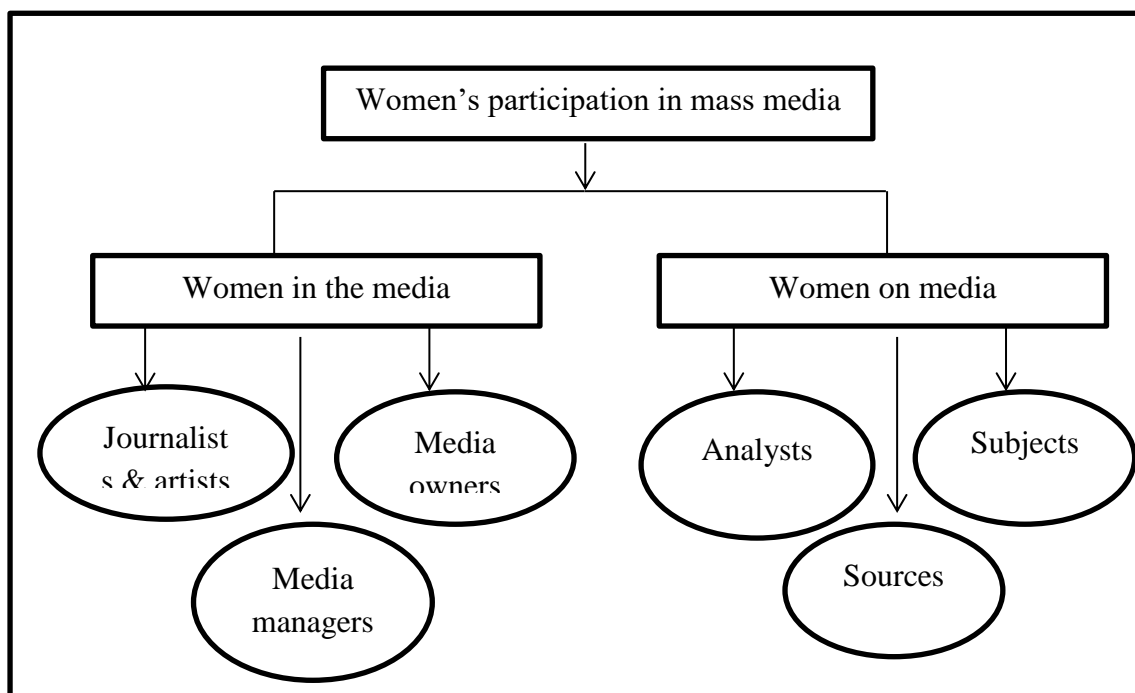 Women’s participation in mass media
Women in the media
Women on media
Journalist
s & artists
Media
owners
Analysts
Subjects
Media
managers
Sources